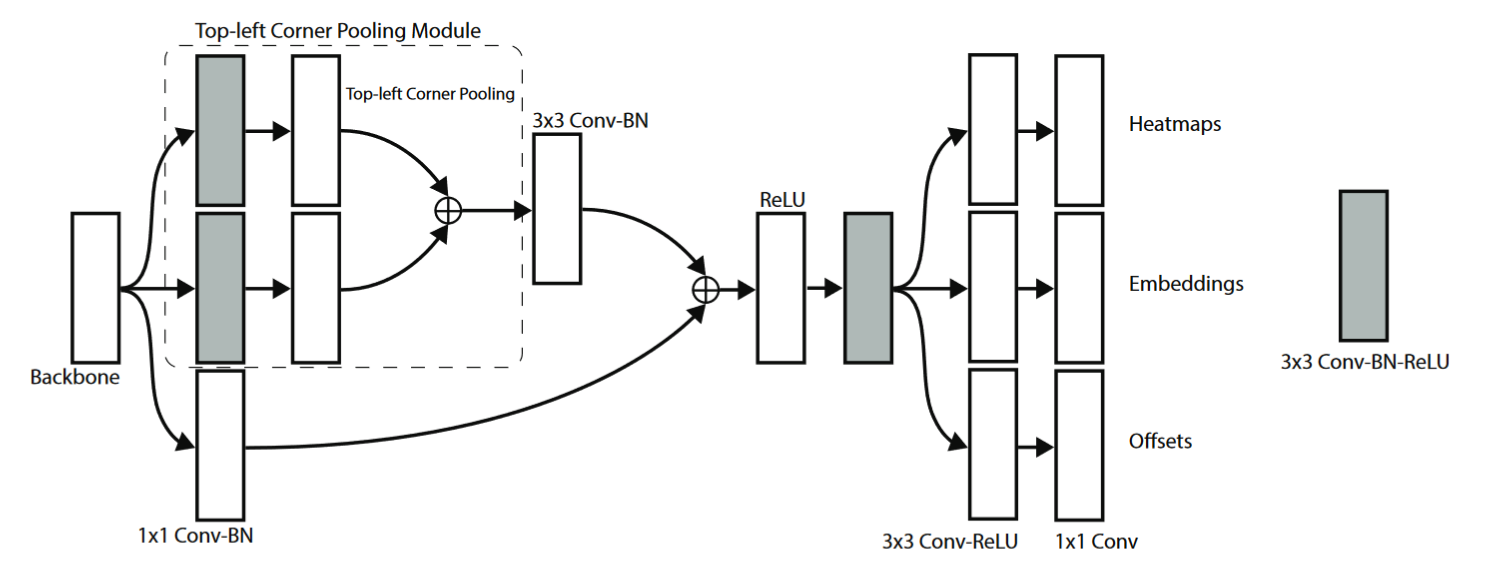 Top-left Corner Pooling Module
Top-left Corner Pooling
3x3 Conv-BN
Heatmaps
ReLU
Embeddings
Backbone
3x3 Conv-BN-ReLU
Offsets
1x1 Conv-BN
3x3 Conv-ReLU
1x1 Conv